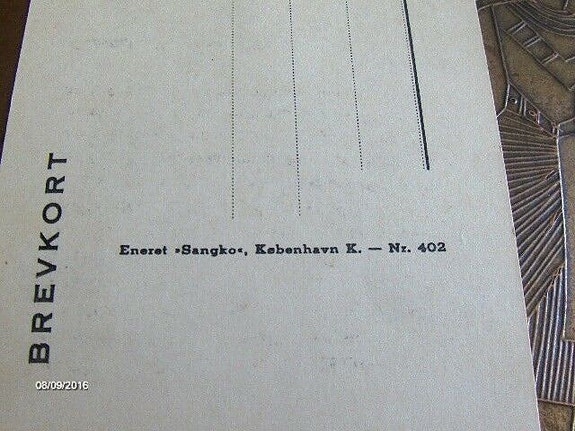 BREVKORT
Eneret »Sangko«, København K. — Nr. 402
08/09/2016